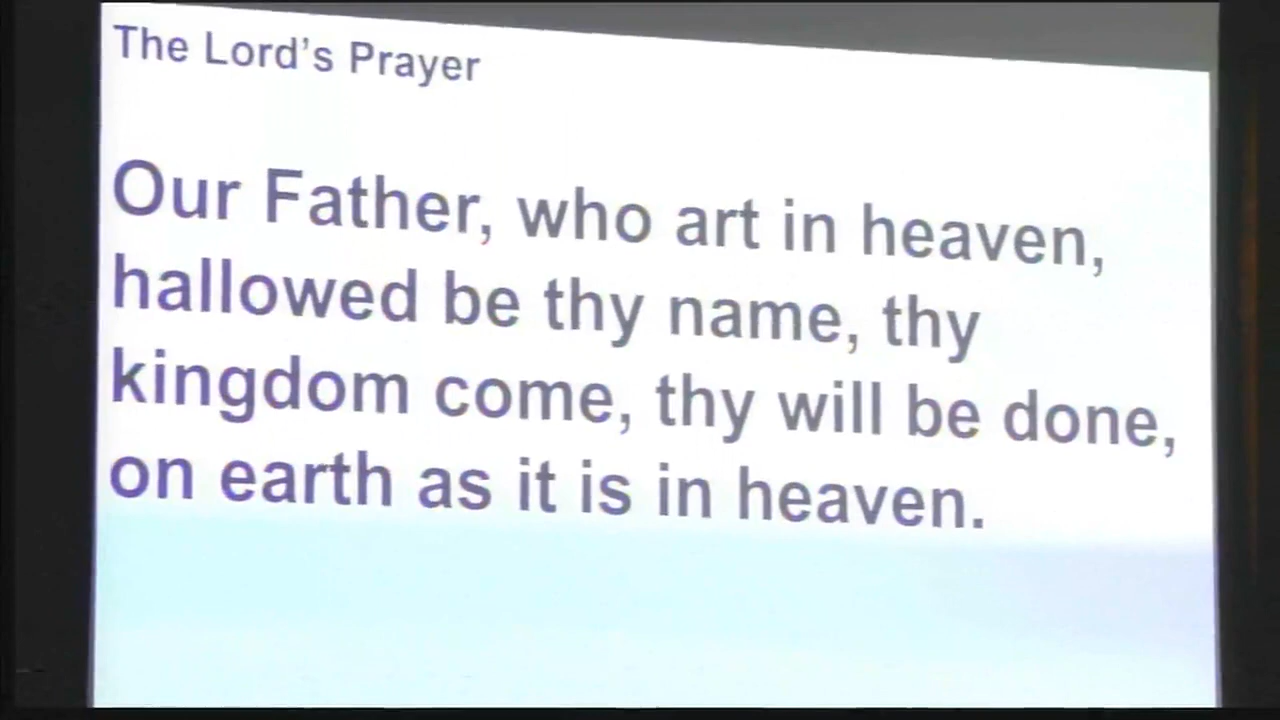 The Lord's Prayer
Our Father, who art in heaven,
hallowed be thy name, thy
kingdom come, thy will be done,
on earth as it is in heaven.